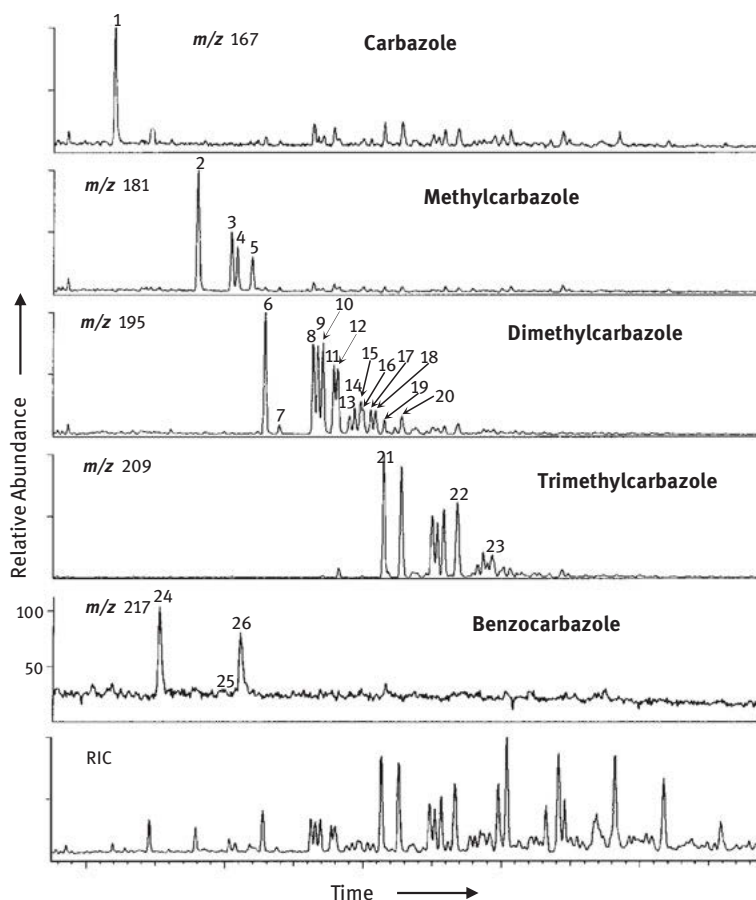 1
m/z 167
Carbazole
2
m/z 181
Methylcarbazole
3
4
5
6
10
m/z 195
9
Dimethylcarbazole
8
12
11
15
17
18
16
14
19
7
13
20
21
m/z 209
Trimethylcarbazole
22
23
24
m/z 217
100
26
Benzocarbazole
50
25
RIC
Relative Abundance
Time